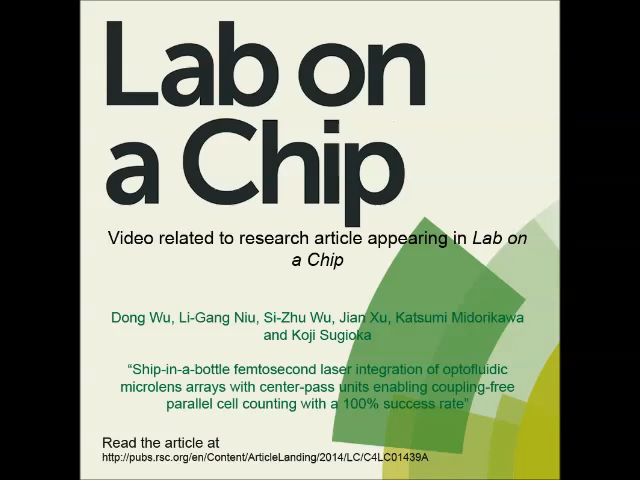 Lab on
a Chip
Video related to research article appearing in Lab on
a Chip
Dong Wu, Li-Gang Niu, Si-Zhu Wu, Jian Xu, Katsumi Midorikawa
and Koji Sugioka
“Ship-in-a-bottle femtosecond laser integration of optofluidic
microlens arrays with center-pass units enabling coupling-free
parallel cell counting with a 100% success rate”
Read the article at
http://pubs.rsc.org/en/Content/ArticleLanding/2014/LC/C4LC01439A